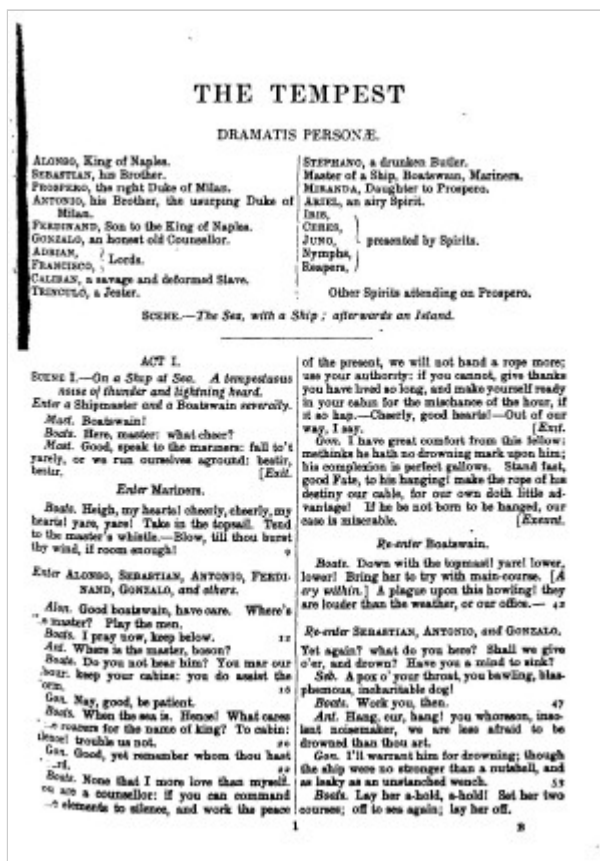 THE TEMPEST
DRAMATIS PERSONÆ.
ALONSO, King of Naples.
SEBASTIAN, his Brother.
PROSPERO, the right Duke of Milan.
ANTONIO, his Brother, the usurping Duke of
Milan.
FERDINAND, Son to the King of Naples.
GONZALO, an honest old Counsellor.
ADRIAN,
FRANCISCO,
Lords.
CALIBAN, a savage and deformed Slave.
TRINCULO, a Jester.
STEPHANO, a drunken Butler.
Master of a Ship, Boatswain, Mariners.
MIRANDA, Daughter to Prospero.
ARIEL, an airy Spirit.
IRIS,
CERES,
JUNO,
Nymphs,
Reapers,
presented by Spirits.
Other Spirits attending on Prospero.
SCENE.—The Sea, with a Ship; afterwards an Island.
ACT I.
SCENE I.—On a Ship at Sea. A tempestuous
noise of thunder and lightning heard.
Enter a Shipmaster and a Boatswain severally.
Mast. Boatswain!
Boats. Here, master: what cheer?
Mast. Good, speak to the mariners: fall to't
yarely, or we run ourselves aground: bestir,
bestir. [Exit.
Enter Mariners.
Boats. Heigh, my hearts! cheerly, cheerly, my
hearts! yare, yare! Take in the topsail. Tend
to the master's whistle.—Blow, till thou burst
thy wind, if room enough! 9
Enter ALONSO, SEBASTIAN, ANTONIO, FERDI-
NAND, GONZALO, and others.
Alon. Good boatswain, have care. Where's
master? Play the men.
Boats. I pray now, keep below. 12
Ant. Where is the master, boson?
Boats. Do you not hear him? You mar our
keep your cabins: you do assist the
16
Gon. Nay, good, be patient.
Boats. When the sea is. Hence! What cares
roarers for the name of king? To cabin:
trouble us not. 20
Gon. Good, yet remember whom thou hast
Boats. None that I more love than myself.
are a counsellor: if you can command
elements to silence, and work the peace
of the present, we will not hand a rope more;
use your authority: if you cannot, give thanks
you have lived so long, and make yourself ready
in your cabin for the mischance of the hour, if
it so hap.—Cheerly, good hearts!—Out of our
way, I say. [Exit.
Gon. I have great comfort from this fellow:
methinks he hath no drowning mark upon him;
his complexion is perfect gallows. Stand fast,
good Fate, to his hanging! make the rope of his
destiny our cable, for our own doth little ad-
vantage! If he be not born to be hanged, our
case is miserable. [Exeunt.
Re-enter Boatswain.
Boats. Down with the topmast! yare! lower,
lower! Bring her to try with main-course. [A
cry within.] A plague upon this howling! they
are louder than the weather, or our office.— 42
Re-enter SEBASTIAN, ANTONIO, and GONZALO.
Yet again? what do you here? Shall we give
o'er, and drown? Have you a mind to sink?
Seb. A pox o' your throat, you bawling, blas-
phemous, incharitable dog!
Boats. Work you, then. 47
Ant. Hang, cur, hang! you whoreson, inso-
lent noisemaker, we are less afraid to be
drowned than thou art.
Gon. I'll warrant him for drowning; though
the ship were no stronger than a nutshell, and
as leaky as an unstanched wench. 53
Boats. Lay her a-hold, a-hold! Set her two
courses; off to sea again; lay her off.
1
B